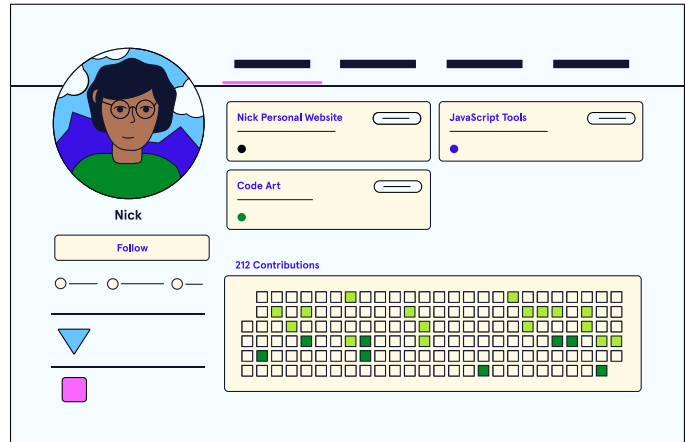 Nick Personal Website
JavaScript Tools
Code Art
Nick
Follow
212 Contributions